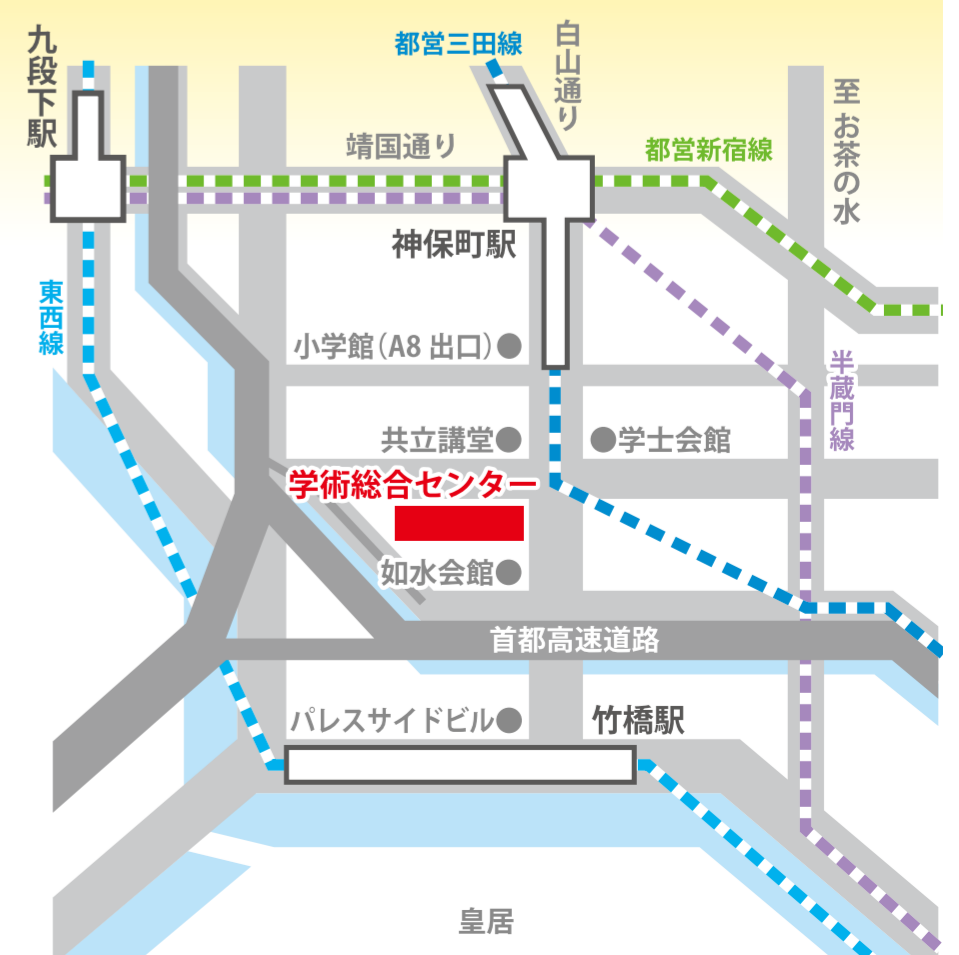 九段下駅
都営三田線
白山通り
至 お茶の水
靖国通り
都営新宿線
神保町駅
東西線
小学館（A8 出口）
半蔵門線
共立講堂
学士会館
学術総合センター
如水会館
首都高速道路
パレスサイドビル
竹橋駅
皇居